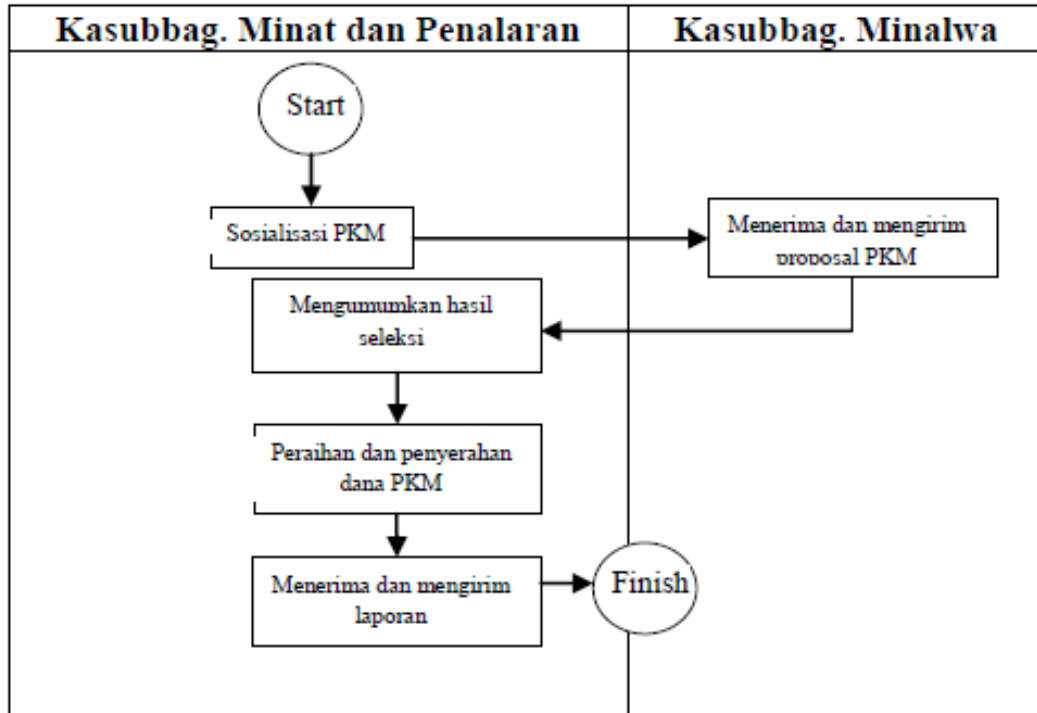 Kasubbag. Minat dan Penalaran
Kasubbag. Minalwa
Start
Sosialisasi PKM
Menerima dan mengirim
proposal PKM
Mengumumkan hasil
seleksi
Peraihan dan penyerahan
dana PKM
Menerima dan mengirim
laporan
Finish